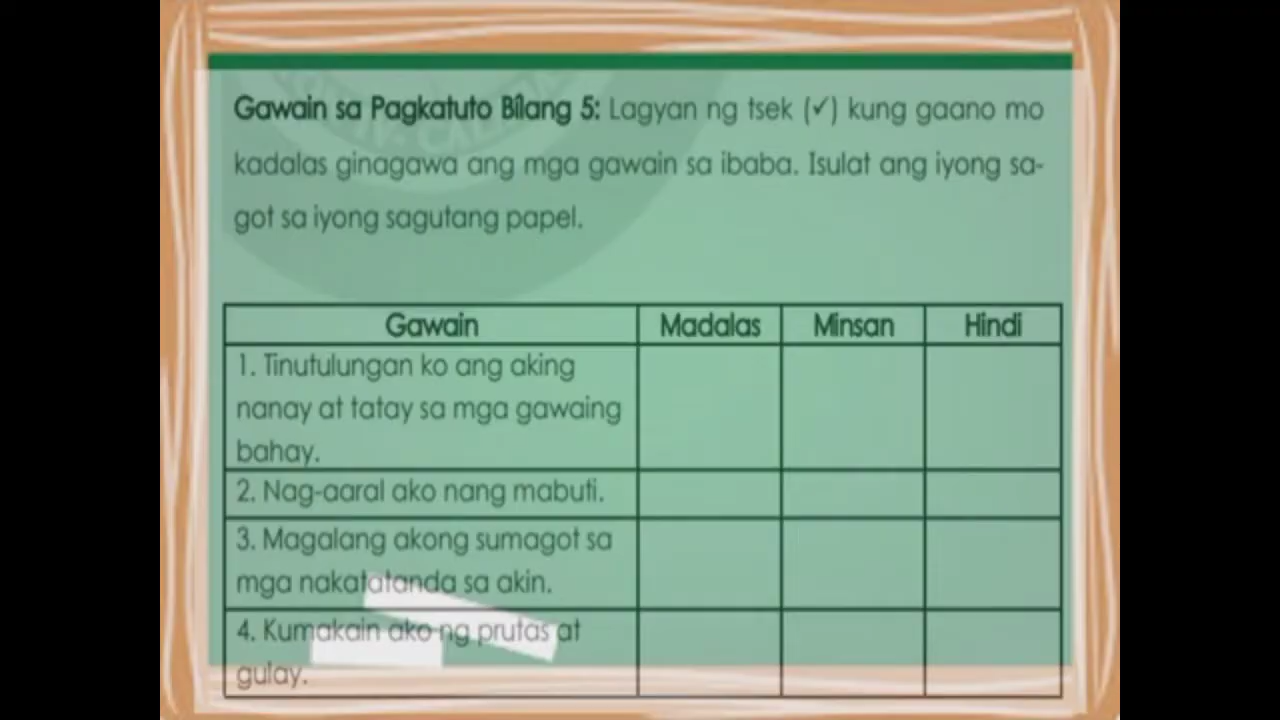 Gawain sa Pagkatuto Bilang 5: Lagyan ng tsek (✓) kung gaano mo
kadalas ginagawa ang mga gawain sa ibaba. Isulat ang iyong sa-
got sa iyong sagutang papel.
Gawain Madalas Minsan Hindi
1. Tinutulungan ko ang aking
nanay at tatay sa mga gawaing
bahay.
2. Nag-aaral ako nang mabuti.
3. Magalang akong sumagot sa
mga nakatatanda sa akin.
4. Kumakain ako ng prutas at
gulay.